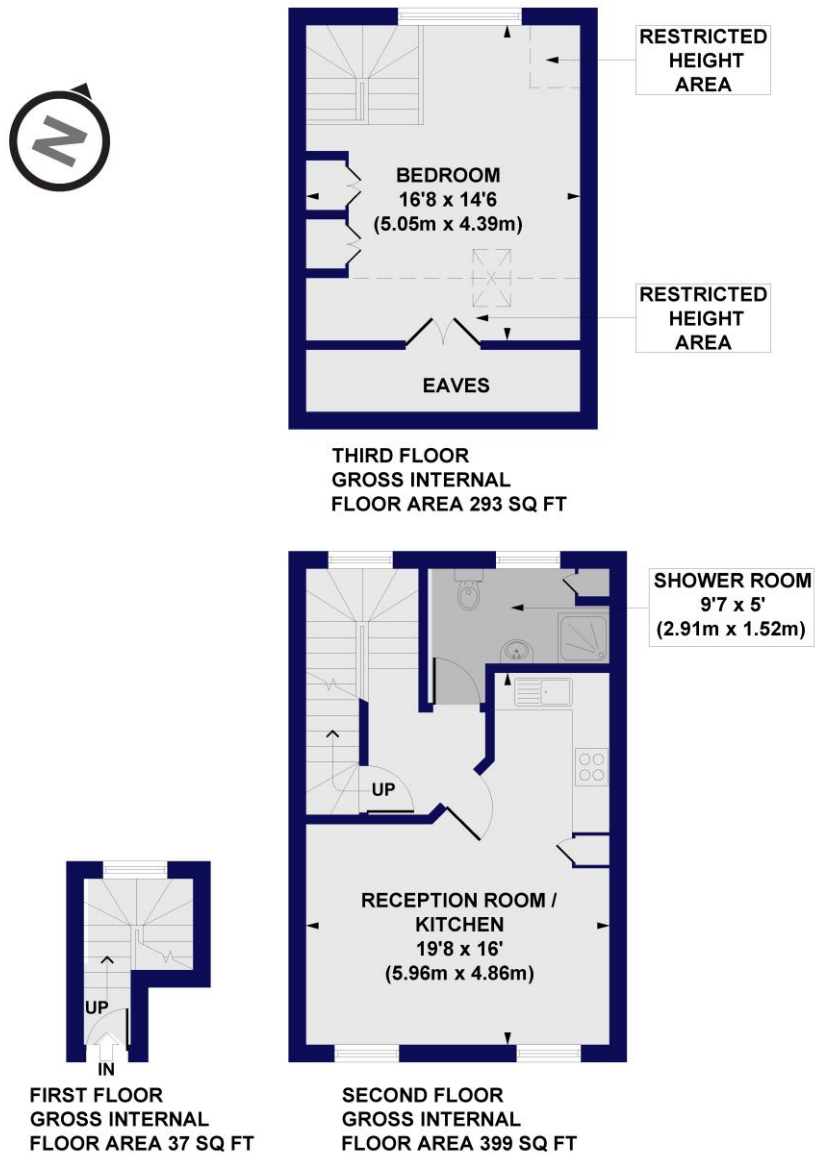 RESTRICTED
HEIGHT
AREA
N
BEDROOM
16'8 x 14'6
(5.05m x 4.39m)
RESTRICTED
HEIGHT
AREA
EAVES
THIRD FLOOR
GROSS INTERNAL
FLOOR AREA 293 SQ FT
SHOWER ROOM
9'7 x 5'
(2.91m x 1.52m)
UP
RECEPTION ROOM /
KITCHEN
19'8 x 16'
(5.96m x 4.86m)
UP
IN
FIRST FLOOR
GROSS INTERNAL
FLOOR AREA 37 SQ FT
SECOND FLOOR
GROSS INTERNAL
FLOOR AREA 399 SQ FT